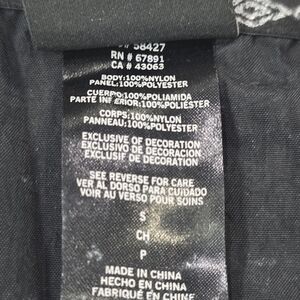 58427
RN # 67891
CA # 43063
BODY:100%NYLON
PANEL:100%POLYESTER
CUERPO:100%POLIAMIDA
PARTE INFERIOR:100%POLIÉSTER
CORPS:100%NYLON
PANNEAU:100%POLYESTER
EXCLUSIVE OF DECORATION
EXCLUSIVO DE DECORACION
EXCLUSIF DE DECORATION
SEE REVERSE FOR CARE
VER AL DORSO PARA CUIDADO
VOIR AU VERSO POUR SOINS
S
CH
P
MADE IN CHINA
HECHO EN CHINA
FABRIQUÉ EN CHINE